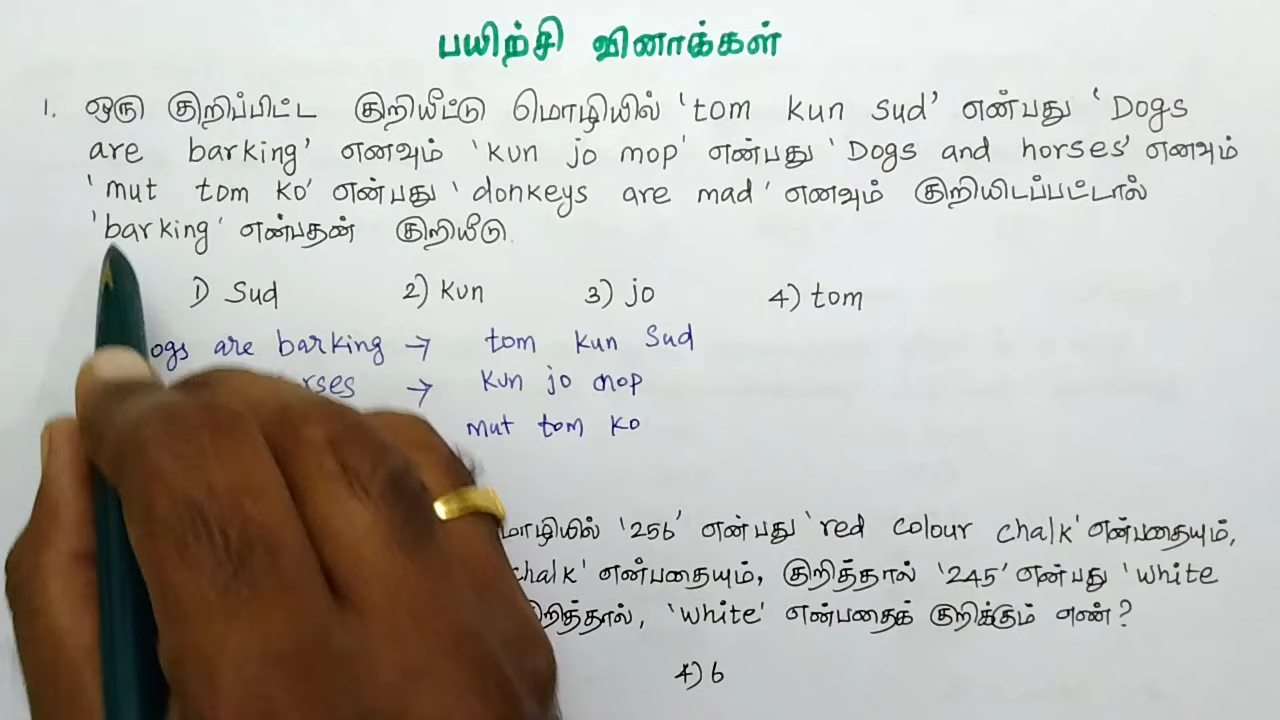 பயிற்சி வினாக்கள்
1. ஒரு குறிப்பிட்ட குறியீட்டு மொழியில் 'tom kun sud' என்பது 'Dogs
are barking' எனவும் 'kun jo mop' என்பது 'Dogs and horses' எனவும்
'mut tom ko' என்பது 'donkeys are mad' எனவும் குறியிடப்பட்டால்
'barking' என்பதன் குறியீடு.
1) Sud 2) kun 3) jo 4) tom
ogs are barking → tom kun Sud
rses → kun jo mop
mut tom ko
மொழியில் '256' என்பது 'red colour chalk' என்பதையும்,
chalk' என்பதையும், குறித்தால் '245' என்பது 'white
குறித்தால், 'white' என்பதைக் குறிக்கும் எண்?
4) 6